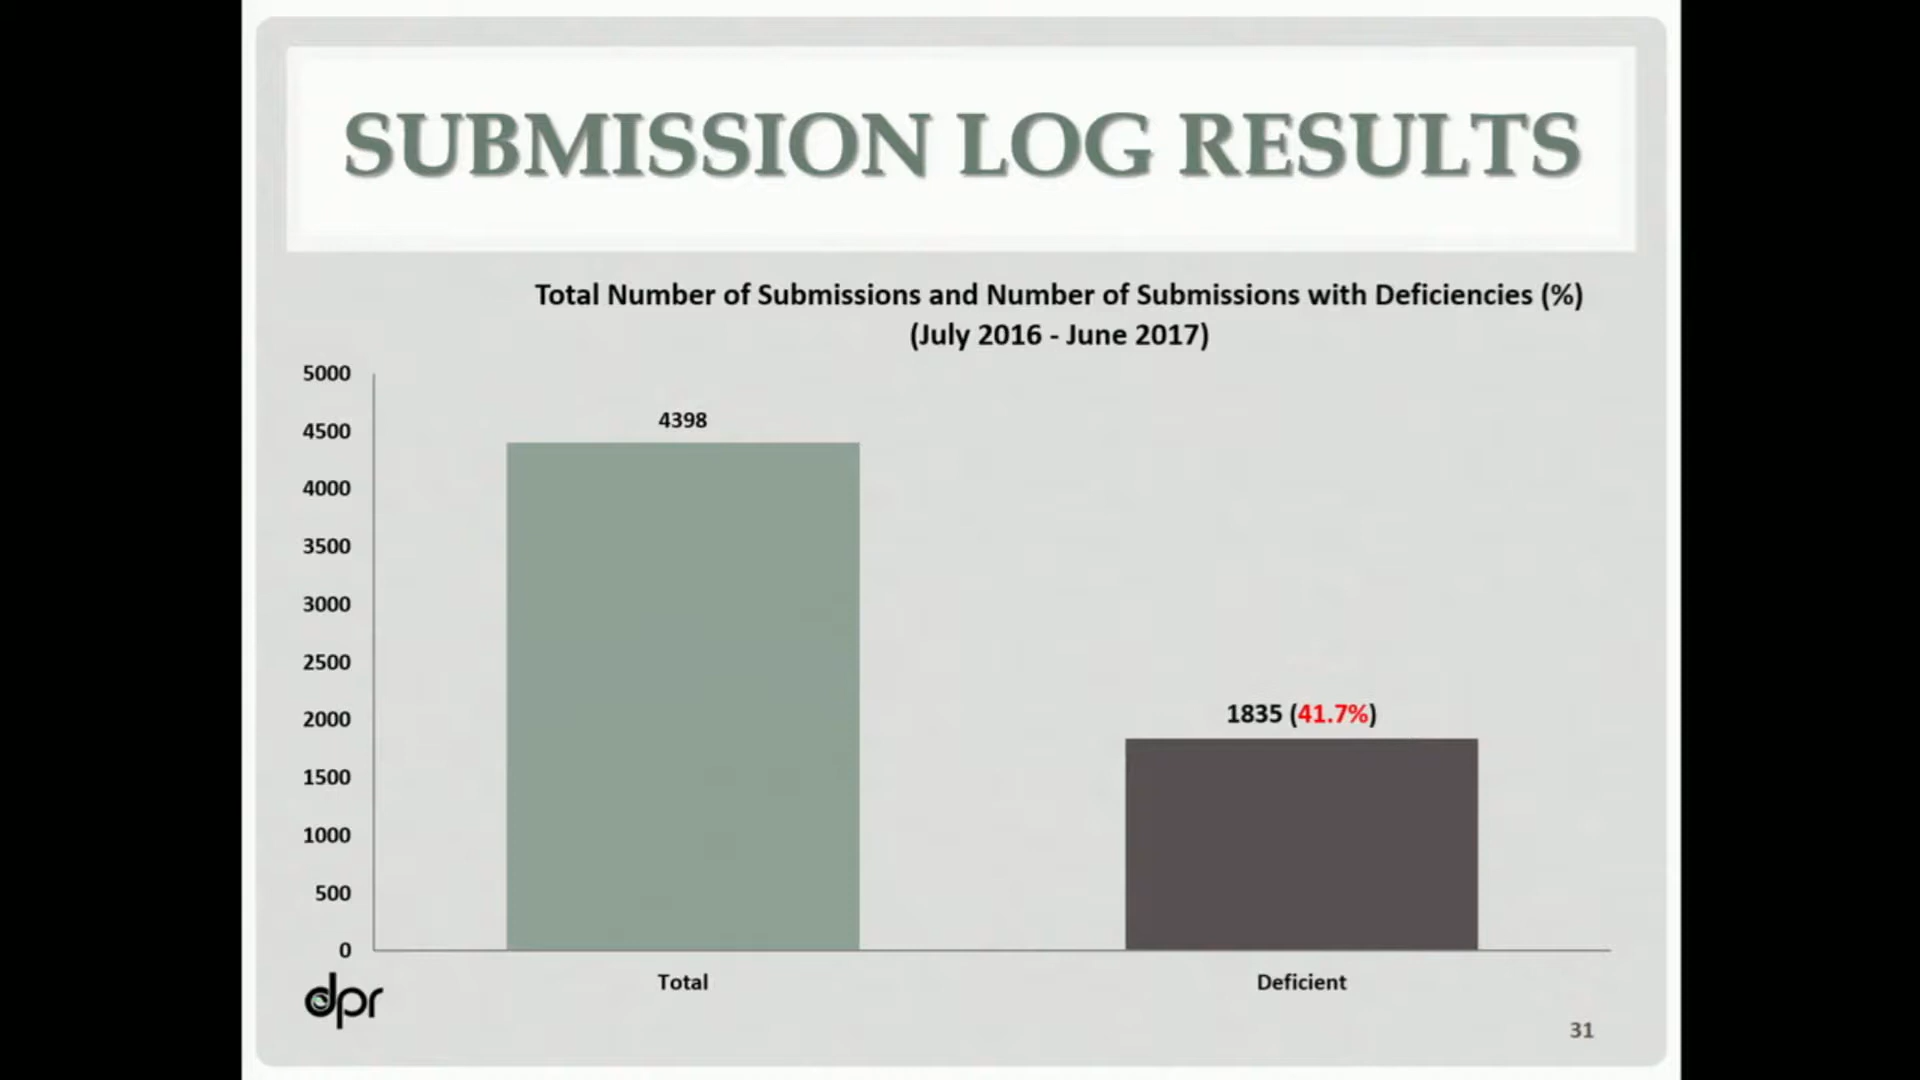 SUBMISSION LOG RESULTS
Total Number of Submissions and Number of Submissions with Deficiencies (%)
(July 2016 - June 2017)
5000
4500
4000
3500
3000
2500
2000
1500
1000
500
0
4398
1835 (41.7%)
Total
Deficient
dpr
31